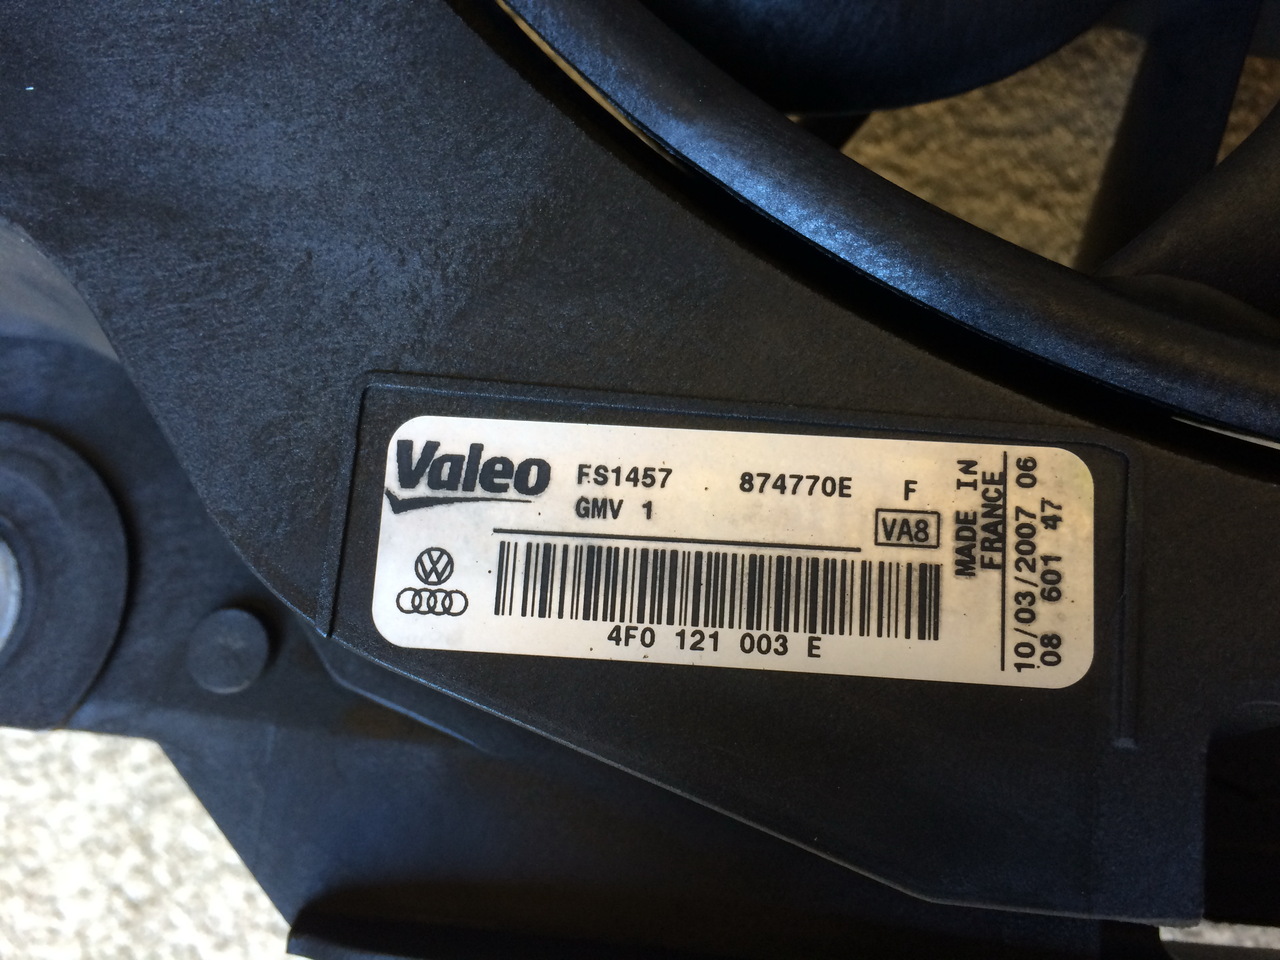 Valeo FS1457 874770E F
GMV 1 VA8
4F0 121 003 E
MADE IN
FRANCE
10/03/2007 06
08 601 47